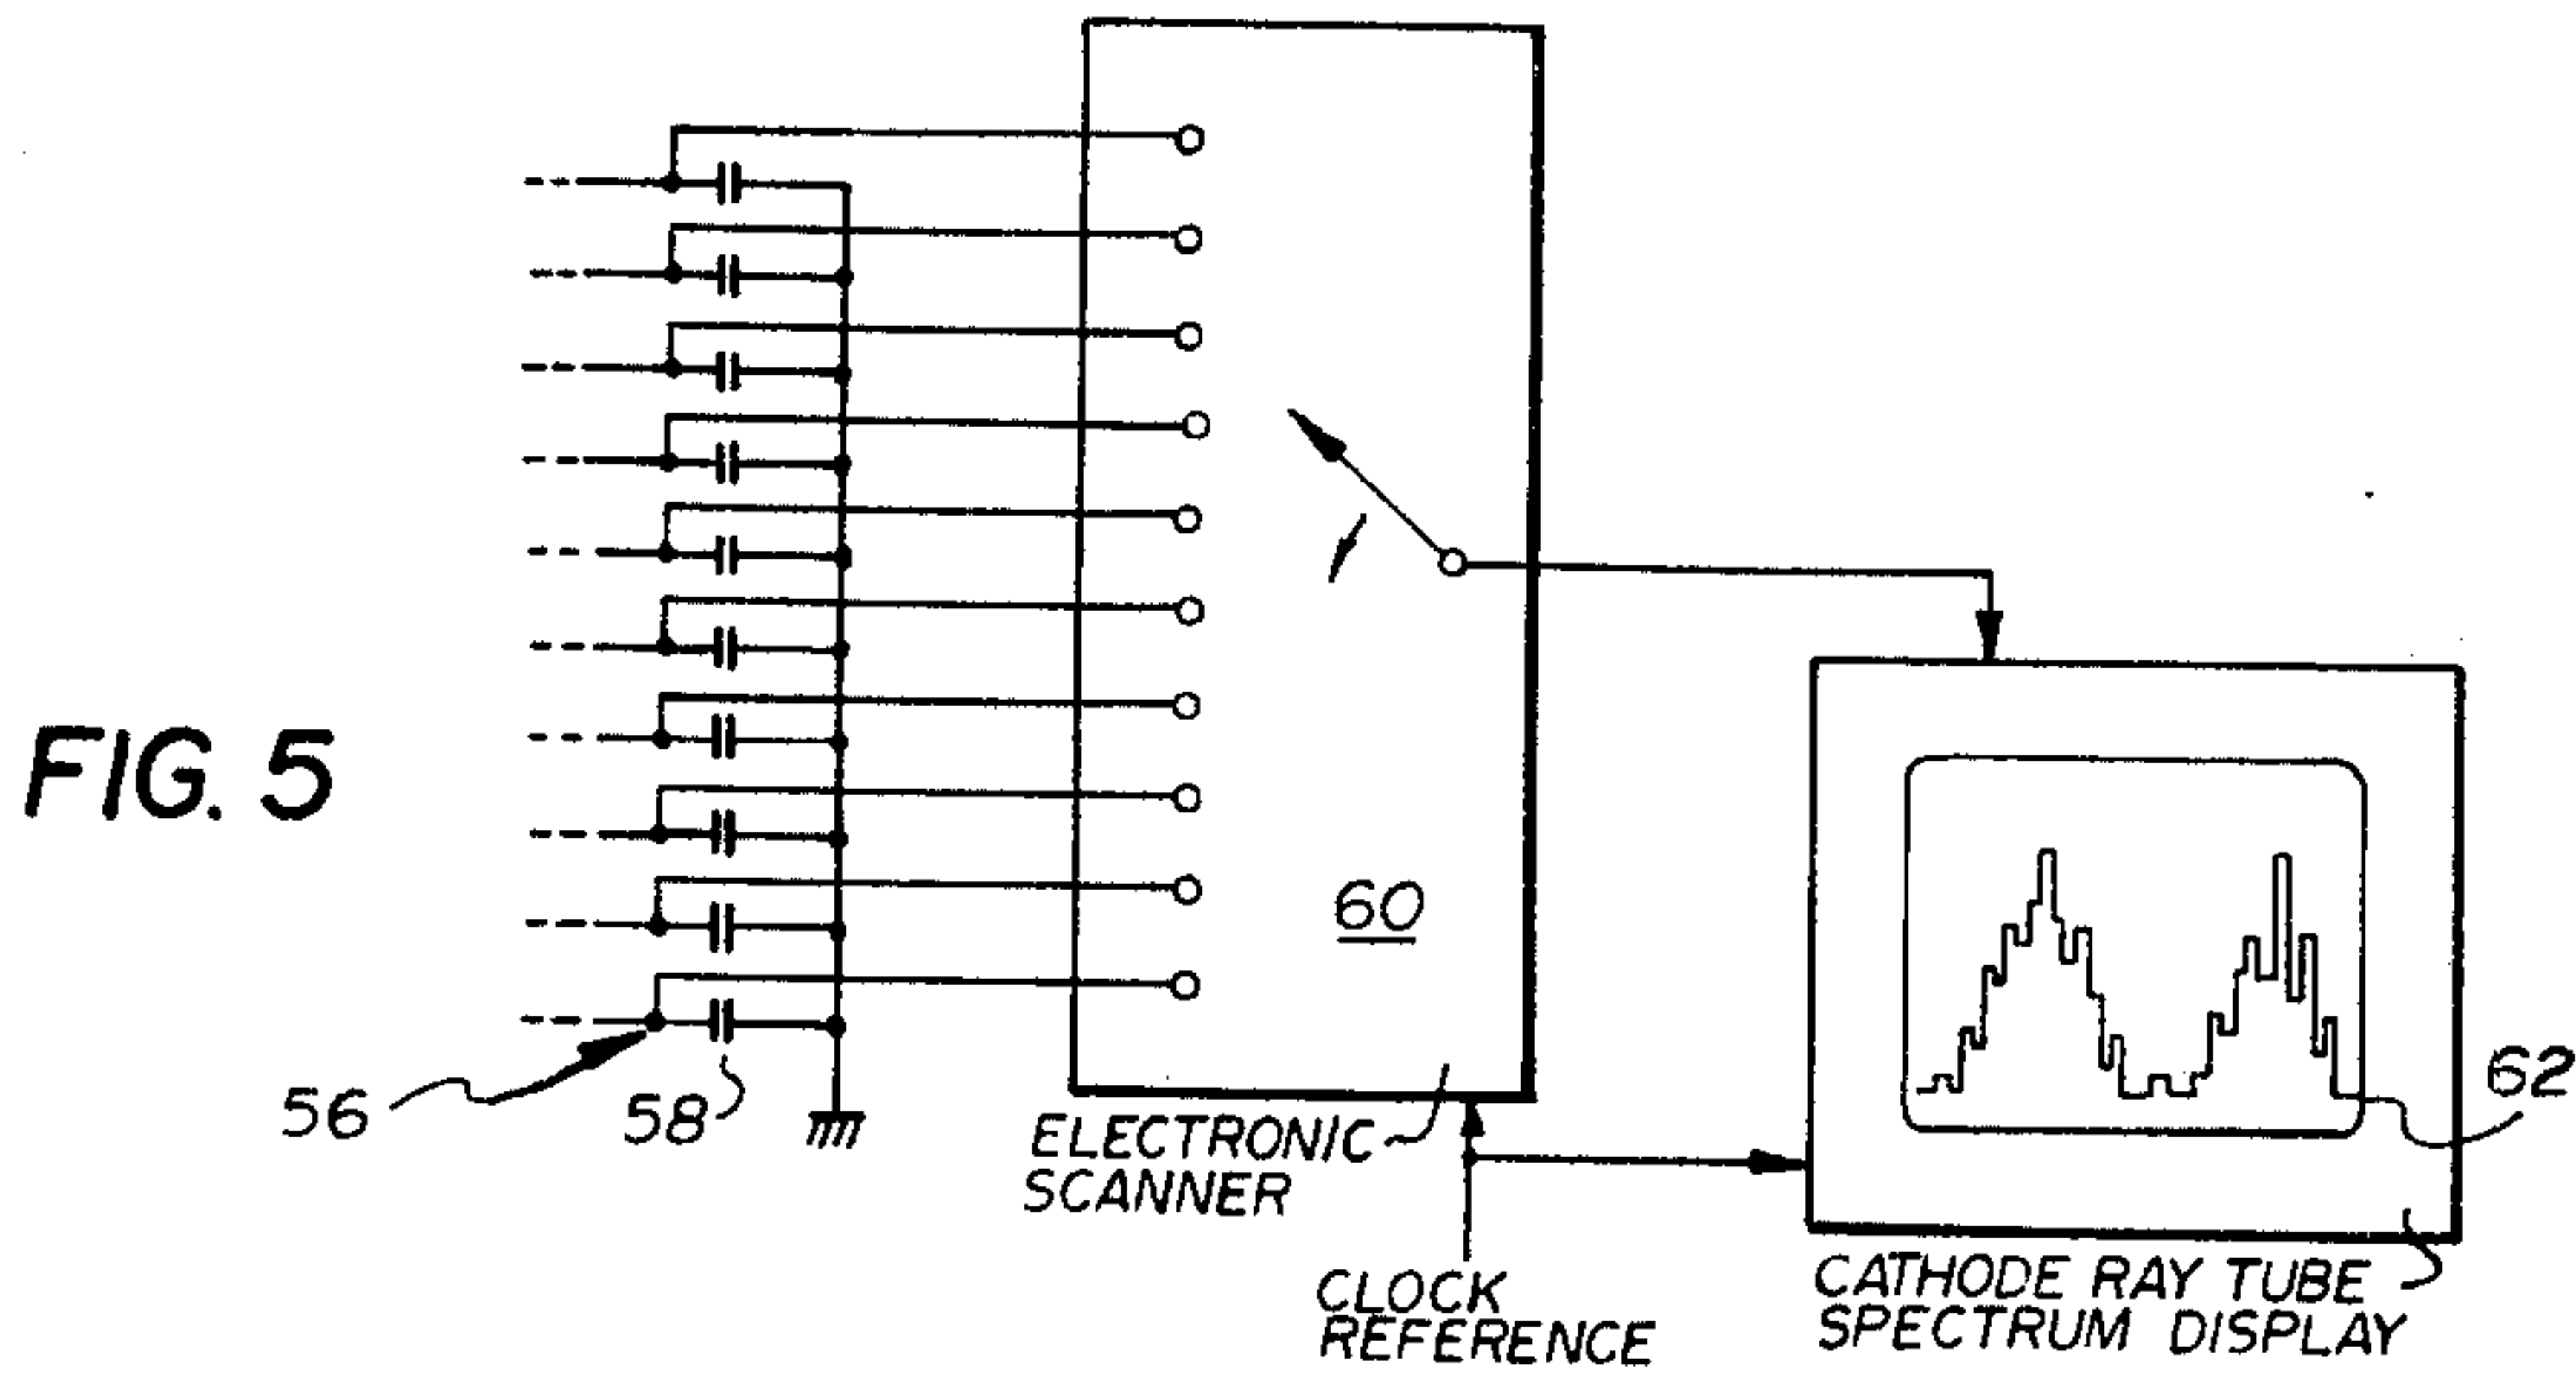 FIG. 5
56
58
60
ELECTRONIC
SCANNER
62
CLOCK
REFERENCE
CATHODE RAY TUBE
SPECTRUM DISPLAY